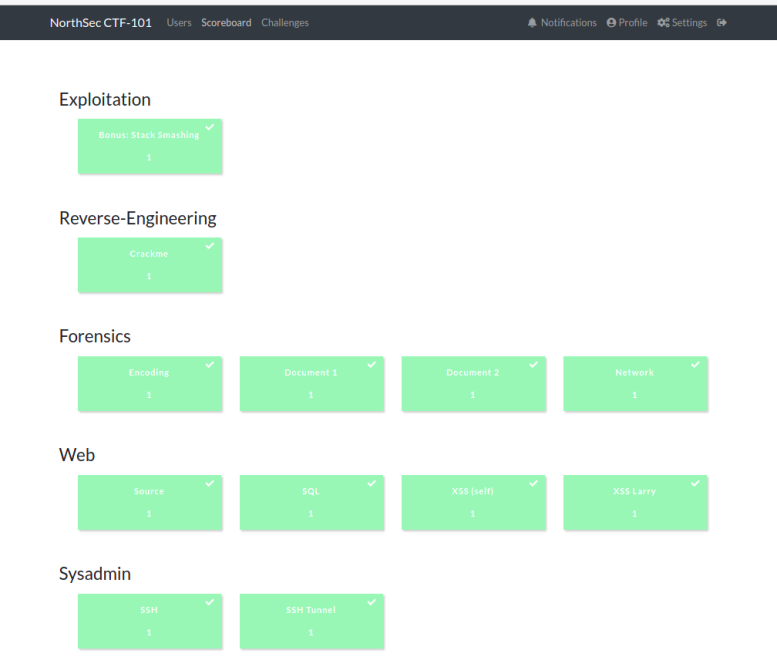 NorthSec CTF-101 Users Scoreboard Challenges Notifications Profile Settings
Exploitation
Bonus: Stack Smashing
1
Reverse-Engineering
Crackme
1
Forensics
Encoding Document 1 Document 2 Network
1 1 1 1
Web
Source SQL XSS (self) XSS Larry
1 1 1 1
Sysadmin
SSH SSH Tunnel
1 1